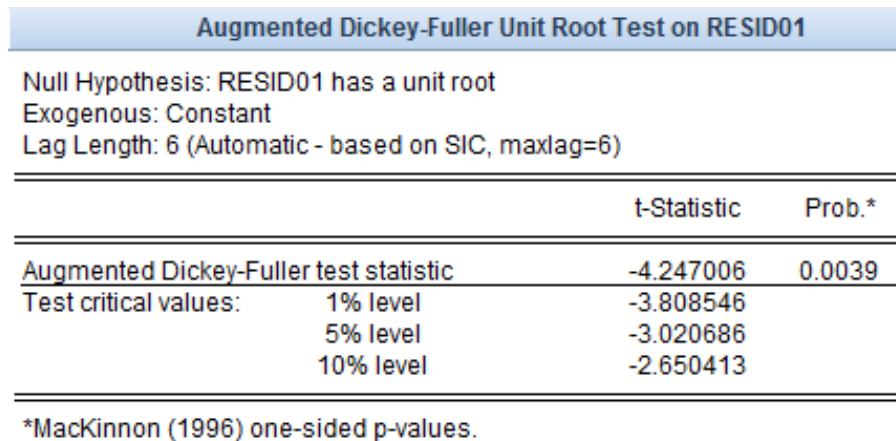 Augmented Dickey-Fuller Unit Root Test on RESID01
Null Hypothesis: RESID01 has a unit root
Exogenous: Constant
Lag Length: 6 (Automatic - based on SIC, maxlag=6)
t-Statistic Prob.*
Augmented Dickey-Fuller test statistic -4.247006 0.0039
Test critical values: 1% level -3.808546
5% level -3.020686
10% level -2.650413
*MacKinnon (1996) one-sided p-values.